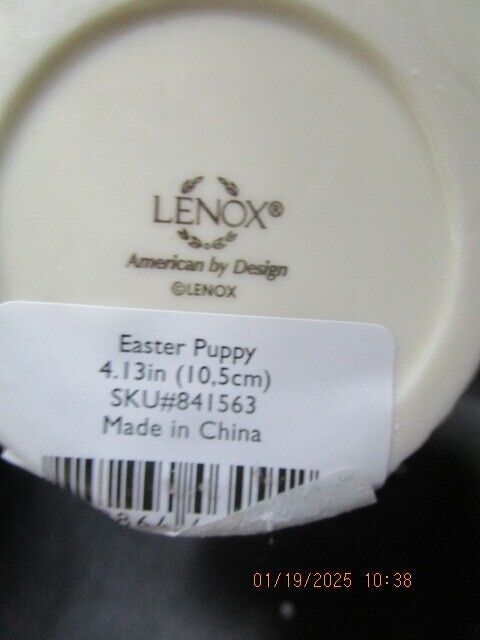 LENOX®
American by Design
©LENOX
Easter Puppy
4.13in (10,5cm)
SKU#841563
Made in China
01/19/2025 10:38